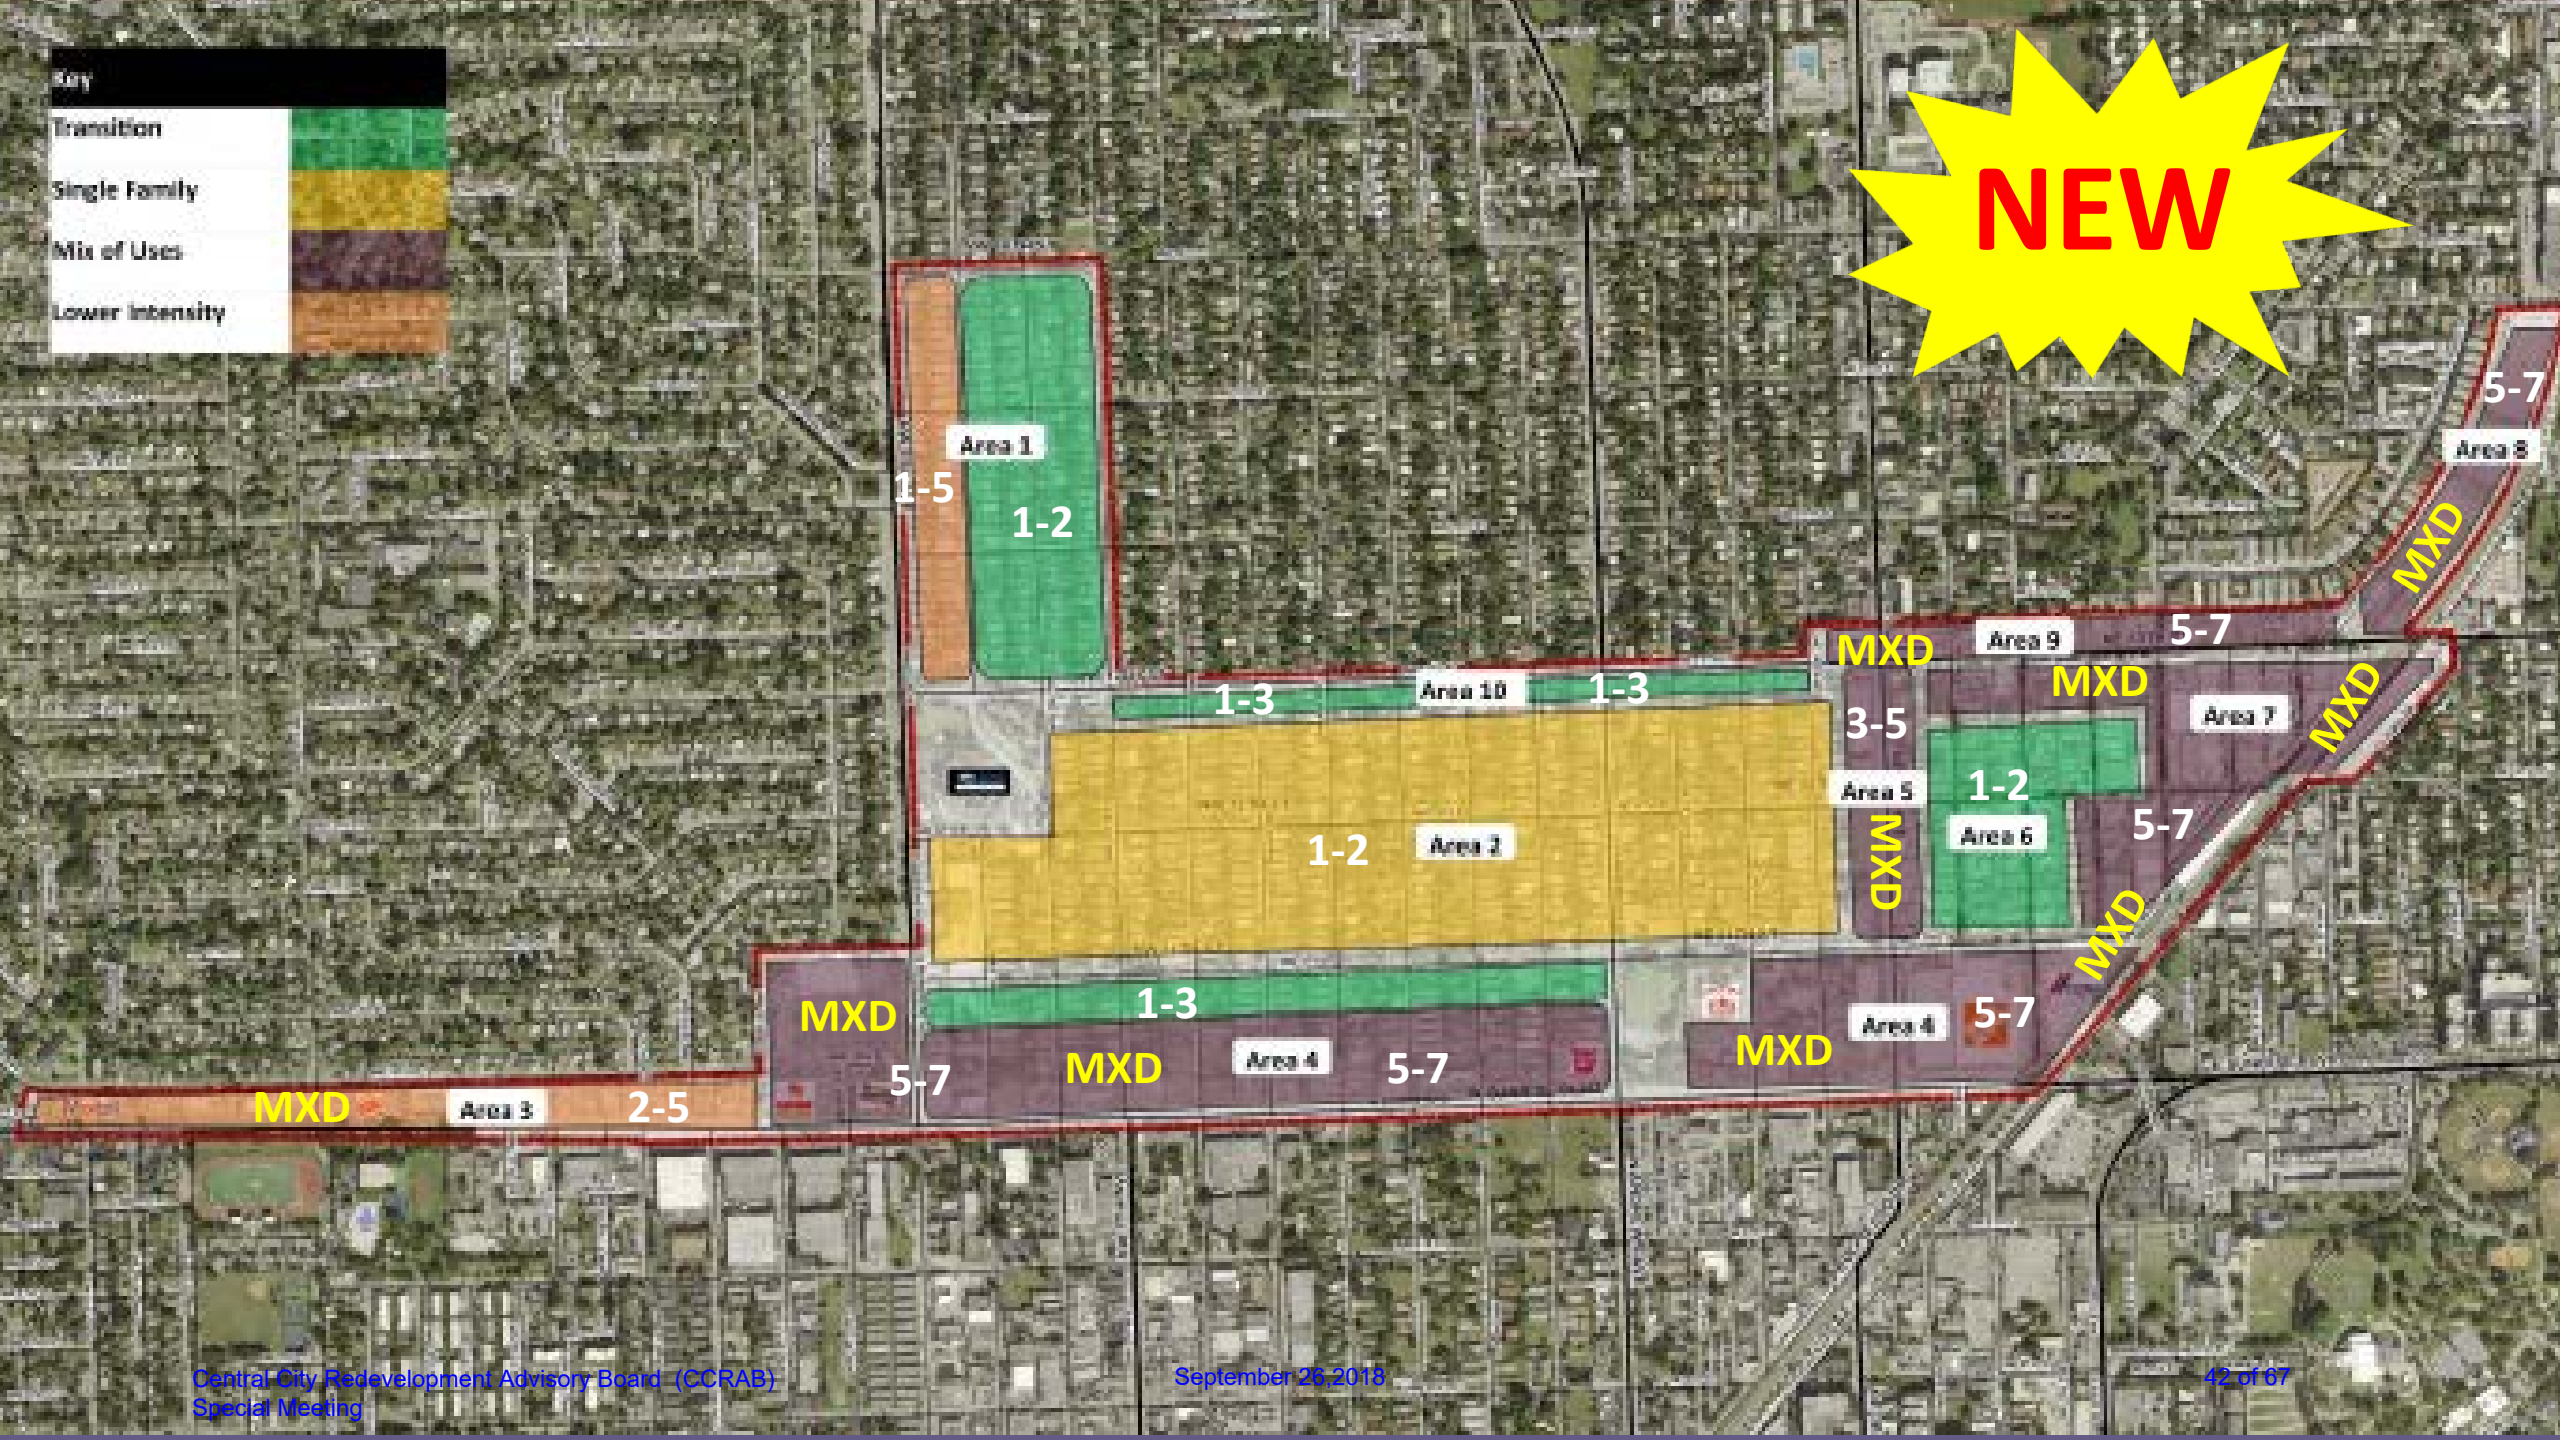 Key
Transition
Single Family
Mix of Uses
Lower Intensity
NEW
5-7
Area 8
MXD
Area 1
1-5
1-2
MXD
Area 9
5-7
1-3
Area 10
1-3
MXD
Area 7
MXD
3-5
Area 5
MXD
1-2
Area 6
5-7
1-2
Area 2
MXD
MXD
1-3
5-7
MXD
Area 4
5-7
MXD
Area 4
5-7
MXD
Area 3
2-5
Central City Redevelopment Advisory Board (CCRAB)
Special Meeting
September 26,2018
42 of 67